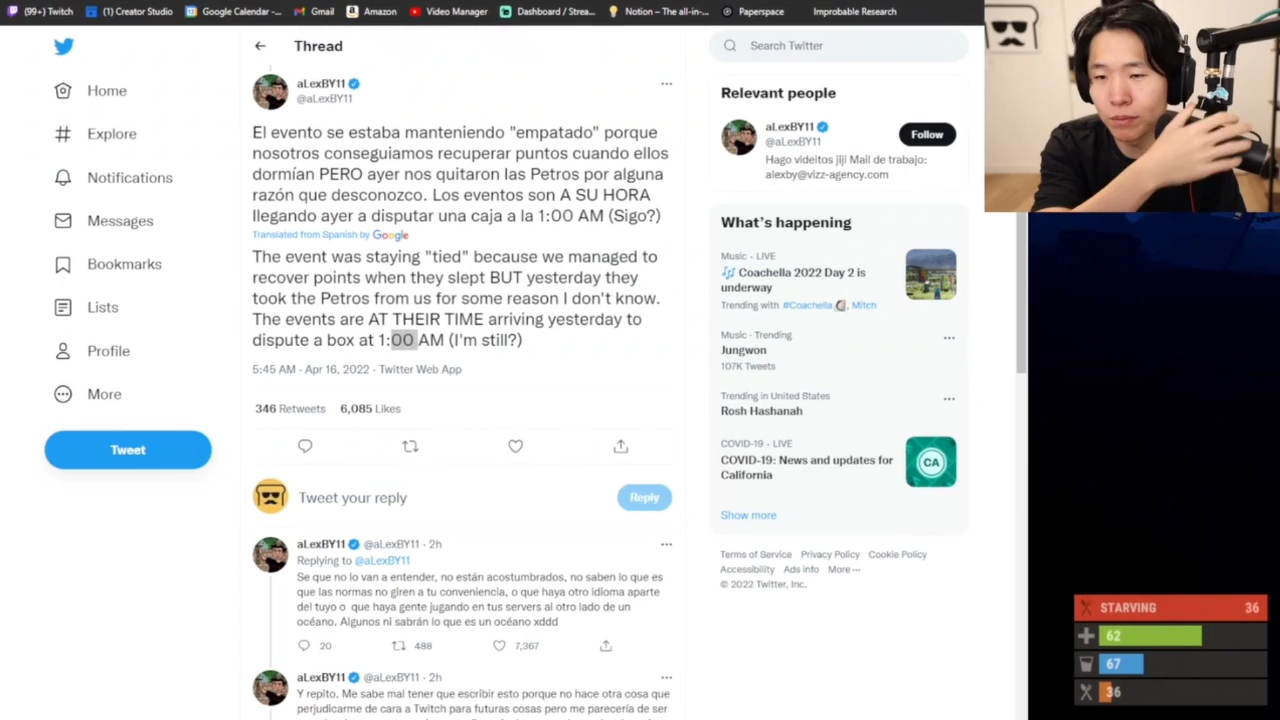 (99+) Twitch
(1) Creator Studio
Google Calendar -...
Gmail
Amazon
Video Manager
Dashboard / Strea...
Notion – The all-in-...
Paperspace
Improbable Research
Thread
Search Twitter
Home
Explore
Notifications
Messages
Bookmarks
Lists
Profile
More
Tweet
aLexBY11
@aLexBY11
El evento se estaba manteniendo "empatado" porque
nosotros conseguiamos recuperar puntos cuando ellos
dormían PERO ayer nos quitaron las Petros por alguna
razón que desconozco. Los eventos son A SU HORA
llegando ayer a disputar una caja a la 1:00 AM (Sigo?)
Translated from Spanish by Google
The event was staying "tied" because we managed to
recover points when they slept BUT yesterday they
took the Petros from us for some reason I don't know.
The events are AT THEIR TIME arriving yesterday to
dispute a box at 1:00 AM (I'm still?)
5:45 AM · Apr 16, 2022 · Twitter Web App
346 Retweets 6,085 Likes
Tweet your reply
Reply
aLexBY11 @aLexBY11 · 2h
Replying to @aLexBY11
Se que no lo van a entender, no están acostumbrados, no saben lo que es
que las normas no giren a tu conveniencia, o que haya otro idioma aparte
del tuyo o que haya gente jugando en tus servers al otro lado de un
océano. Algunos ni sabrán lo que es un océano xddd
20 488 7,367
aLexBY11 @aLexBY11 · 2h
Y repito. Me sabe mal tener que escribir esto porque no hace otra cosa que
perjudicarme de cara a Twitch para futuras cosas pero me parecería de ser
Relevant people
aLexBY11
@aLexBY11
Follow
Hago videitos jiji Mail de trabajo:
alexby@vizz-agency.com
What's happening
Music · LIVE
Coachella 2022 Day 2 is
underway
Trending with #Coachella, Mitch
Music · Trending
Jungwon
107K Tweets
Trending in United States
Rosh Hashanah
COVID-19 · LIVE
COVID-19: News and updates for
California
CA
Show more
Terms of Service Privacy Policy Cookie Policy
Accessibility Ads info More ···
© 2022 Twitter, Inc.
STARVING 36
62
67
36